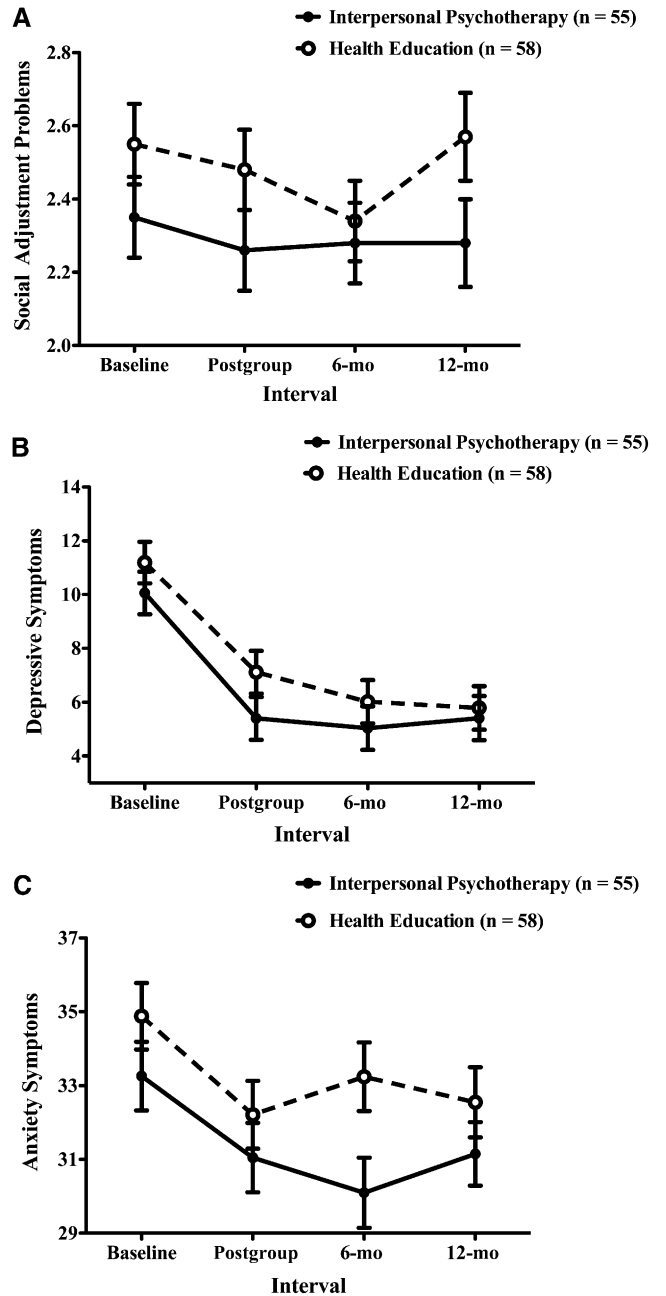 A
Interpersonal Psychotherapy (n = 55)
Health Education (n = 58)
Social Adjustment Problems
2.8
2.6
2.4
2.2
2.0
Baseline Postgroup 6-mo 12-mo
Interval
B
Interpersonal Psychotherapy (n = 55)
Health Education (n = 58)
Depressive Symptoms
14
12
10
8
6
4
Baseline Postgroup 6-mo 12-mo
Interval
C
Interpersonal Psychotherapy (n = 55)
Health Education (n = 58)
Anxiety Symptoms
37
35
33
31
29
Baseline Postgroup 6-mo 12-mo
Interval